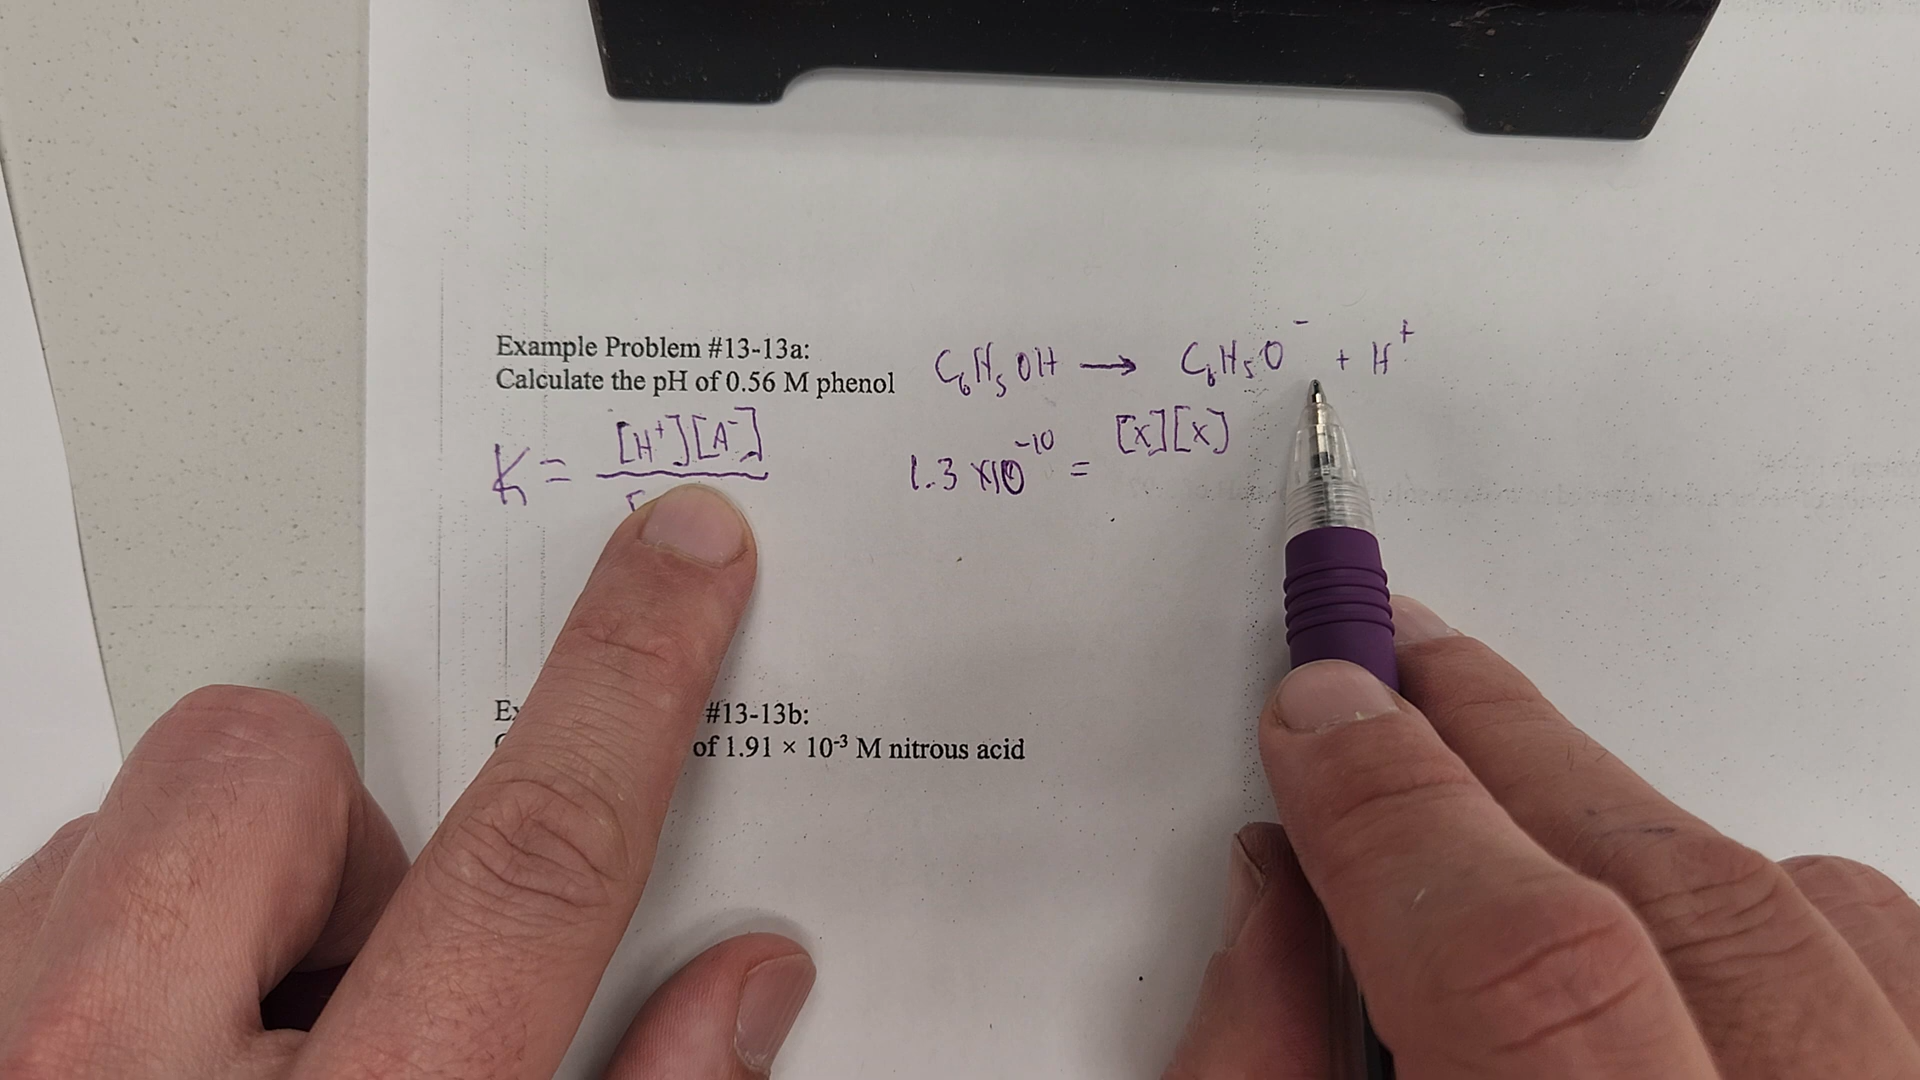 Example Problem #13-13a:
Calculate the pH of 0.56 M phenol
C₆H₅OH → C₆H₅O⁻ + H⁺
K = [H⁺][A⁻]
1.3 x10⁻¹⁰ = [x][x]
#13-13b:
of 1.91 × 10⁻³ M nitrous acid